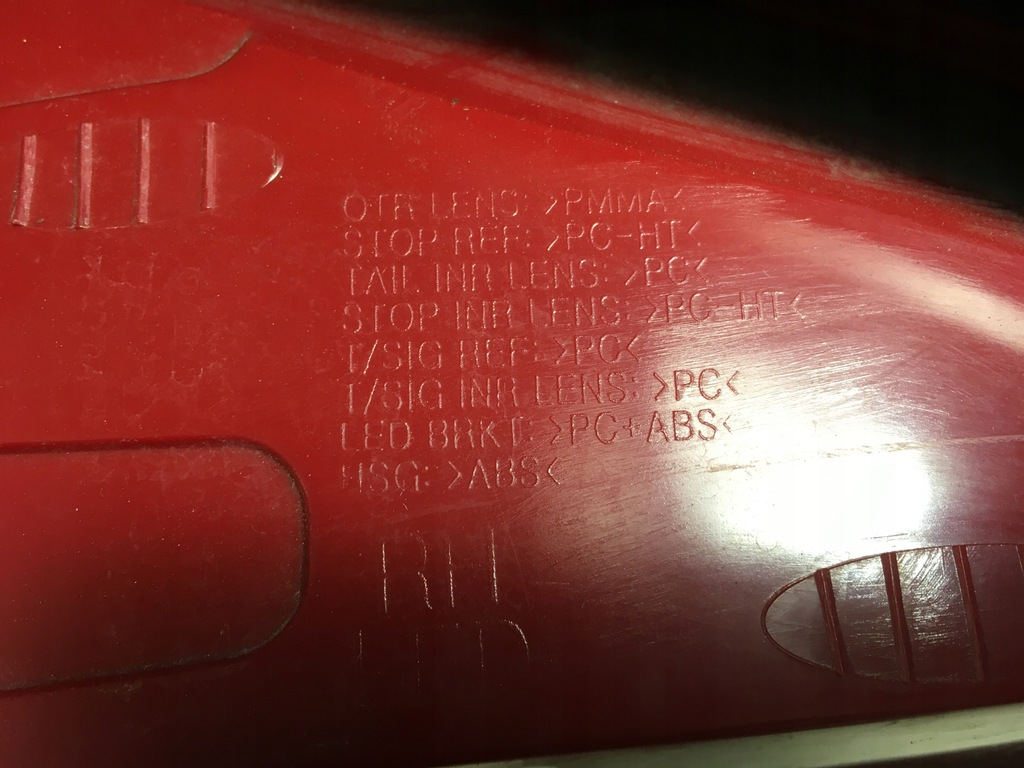 OTR LENS: >PMMA<
STOP REF: >PC-HT<
TAIL INR LENS: >PC<
STOP INR LENS: >PC-HT<
T/SIG REF: >PC<
T/SIG INR LENS: >PC<
LED BRKT: >PC+ABS<
HSG: >ABS<
RH